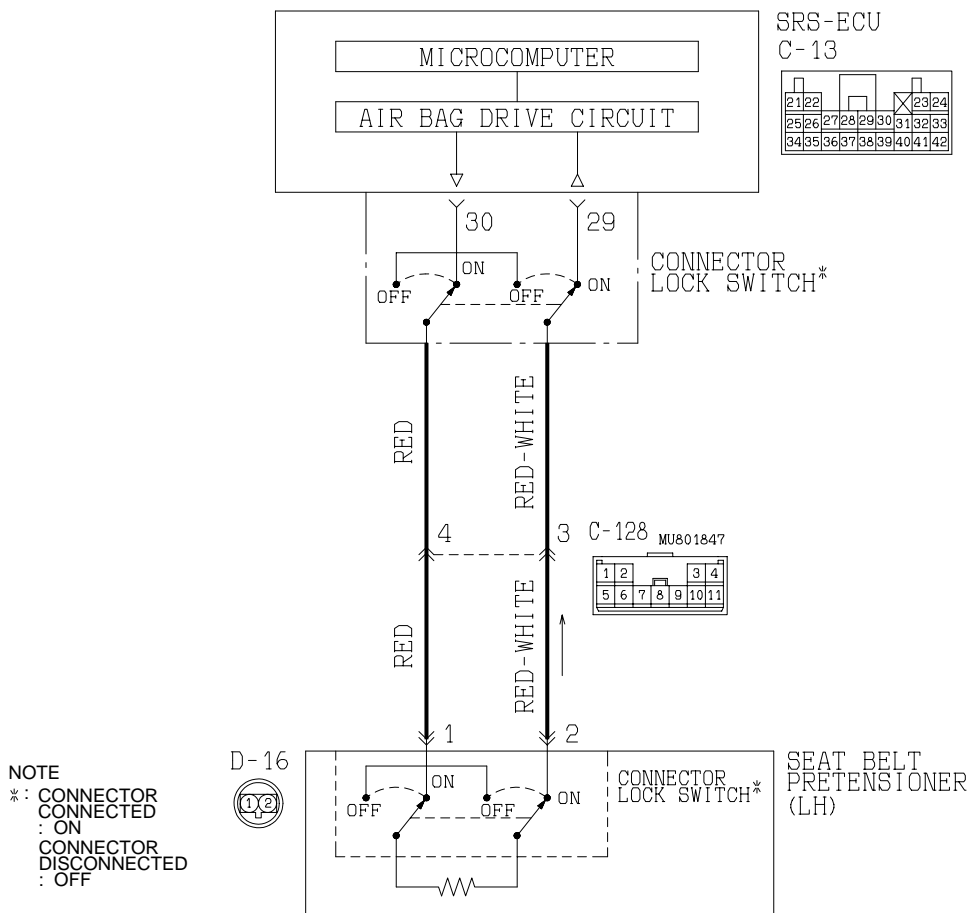 SRS-ECU
C-13
MICROCOMPUTER
AIR BAG DRIVE CIRCUIT
21 22 23 24
25 26 27 28 29 30 31 32 33
34 35 36 37 38 39 40 41 42
30 29
CONNECTOR
LOCK SWITCH*
OFF ON OFF ON
RED RED-WHITE
4 3 C-128 MU801847
1 2 3 4
5 6 7 8 9 10 11
RED RED-WHITE
1 2
D-16
1 2
OFF ON OFF ON
CONNECTOR
LOCK SWITCH*
SEAT BELT
PRETENSIONER
(LH)
NOTE
*: CONNECTOR
CONNECTED
: ON
CONNECTOR
DISCONNECTED
: OFF